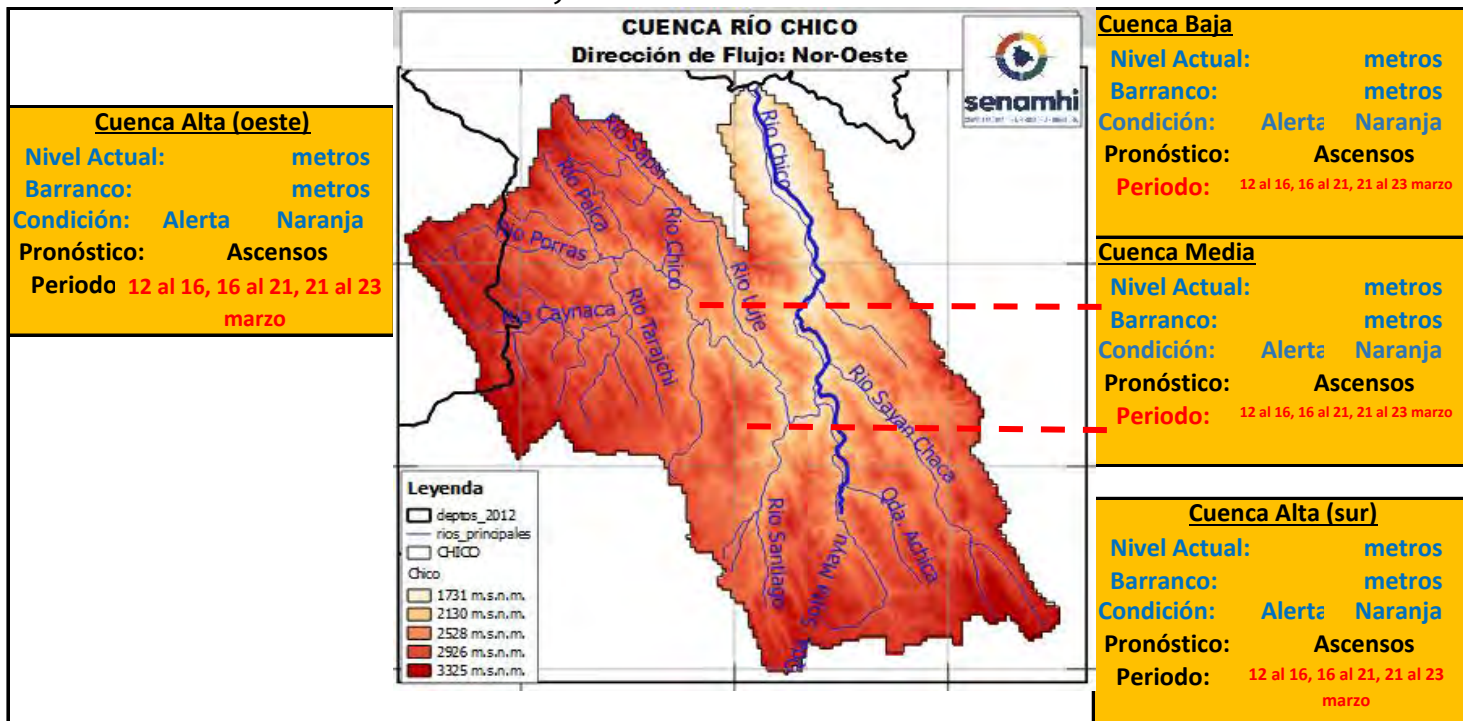 CUENCA RÍO CHICO
Dirección de Flujo: Nor-Oeste
senamhi
Cuenca Alta (oeste)
Nivel Actual: metros
Barranco: metros
Condición: Alerta Naranja
Pronóstico: Ascensos
Periodo 12 al 16, 16 al 21, 21 al 23
marzo
Cuenca Baja
Nivel Actual: metros
Barranco: metros
Condición: Alerta Naranja
Pronóstico: Ascensos
Periodo: 12 al 16, 16 al 21, 21 al 23 marzo
Cuenca Media
Nivel Actual: metros
Barranco: metros
Condición: Alerta Naranja
Pronóstico: Ascensos
Periodo: 12 al 16, 16 al 21, 21 al 23 marzo
Cuenca Alta (sur)
Nivel Actual: metros
Barranco: metros
Condición: Alerta Naranja
Pronóstico: Ascensos
Periodo: 12 al 16, 16 al 21, 21 al 23
marzo
Río Sapsi
Río Palca
Río Porras
Río Chico
Río Chico
Río Luje
Río Caynaca
Río Tarajchi
Río Sayan Chaca
Río Santiago
Qda. Solta Mayu
Qda. Achica
Leyenda
deptos_2012
rios_principales
CHICO
Chico
1731 m.s.n.m.
2130 m.s.n.m.
2528 m.s.n.m.
2926 m.s.n.m.
3325 m.s.n.m.